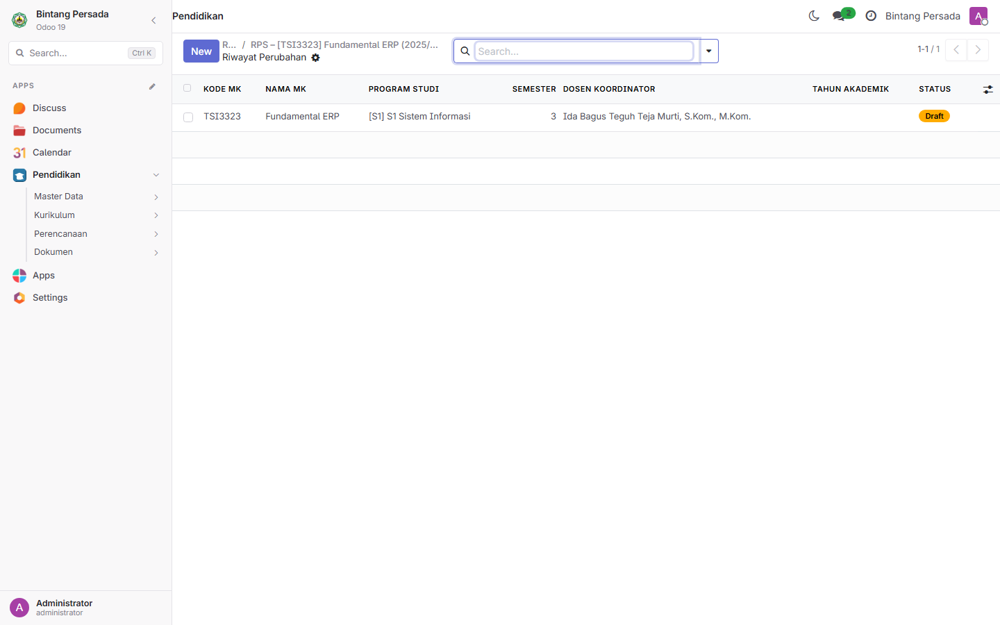 Bintang Persada
Odoo 19
Search...
Ctrl K
APPS
Discuss
Documents
31 Calendar
Pendidikan
Master Data
Kurikulum
Perencanaan
Dokumen
Apps
Settings
A
Administrator
administrator
Pendidikan
2
Bintang Persada
A
New
R... / RPS – [TSI3323] Fundamental ERP (2025/...
Riwayat Perubahan
Search...
1-1 / 1
KODE MK NAMA MK PROGRAM STUDI SEMESTER DOSEN KOORDINATOR TAHUN AKADEMIK STATUS
TSI3323 Fundamental ERP [S1] S1 Sistem Informasi 3 Ida Bagus Teguh Teja Murti, S.Kom., M.Kom. Draft